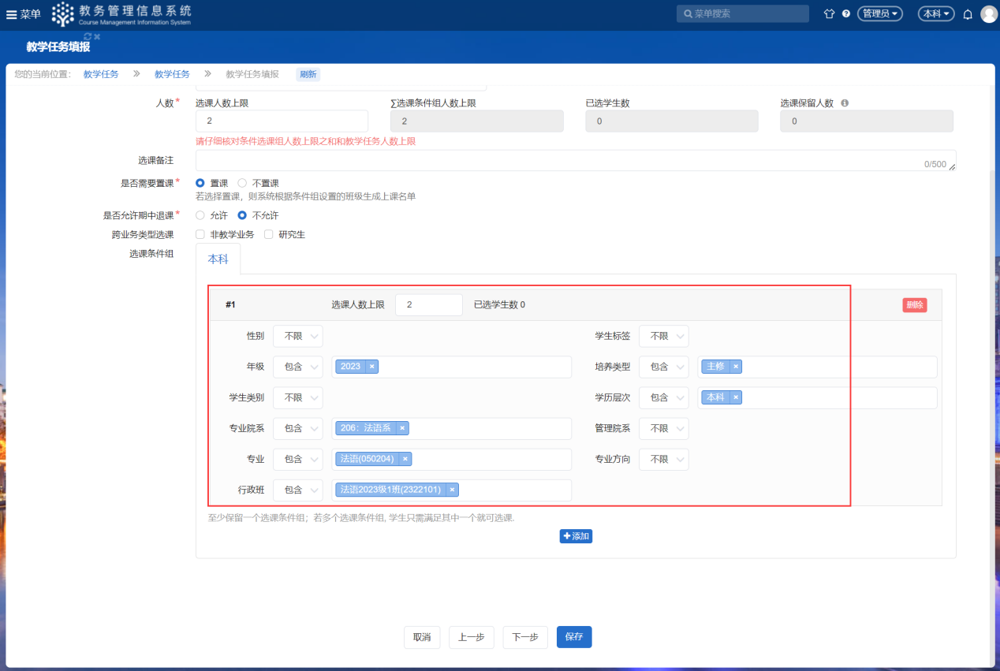 菜单
教务管理信息系统
Course Management Information System
菜单搜索
管理员
本科
教学任务填报
您的当前位置： 教学任务 » 教学任务 » 教学任务填报 刷新
人数* 选课人数上限 ∑选课条件组人数上限 已选学生数 选课保留人数
2 2 0 0
请仔细核对条件选课组人数上限之和和教学任务人数上限
选课备注
0/500
是否需要置课* 置课 不置课
若选择置课，则系统根据条件组设置的班级生成上课名单
是否允许期中退课* 允许 不允许
跨业务类型选课 非教学业务 研究生
选课条件组
本科
#1 选课人数上限 2 已选学生数 0 删除
性别 不限 学生标签 不限
年级 包含 2023 × 培养类型 包含 主修 ×
学生类别 不限 学历层次 包含 本科 ×
专业院系 包含 206：法语系 × 管理院系 不限
专业 包含 法语(050204) × 专业方向 不限
行政班 包含 法语2023级1班(2322101) ×
至少保留一个选课条件组；若多个选课条件组, 学生只需满足其中一个就可选课.
+添加
取消 上一步 下一步 保存